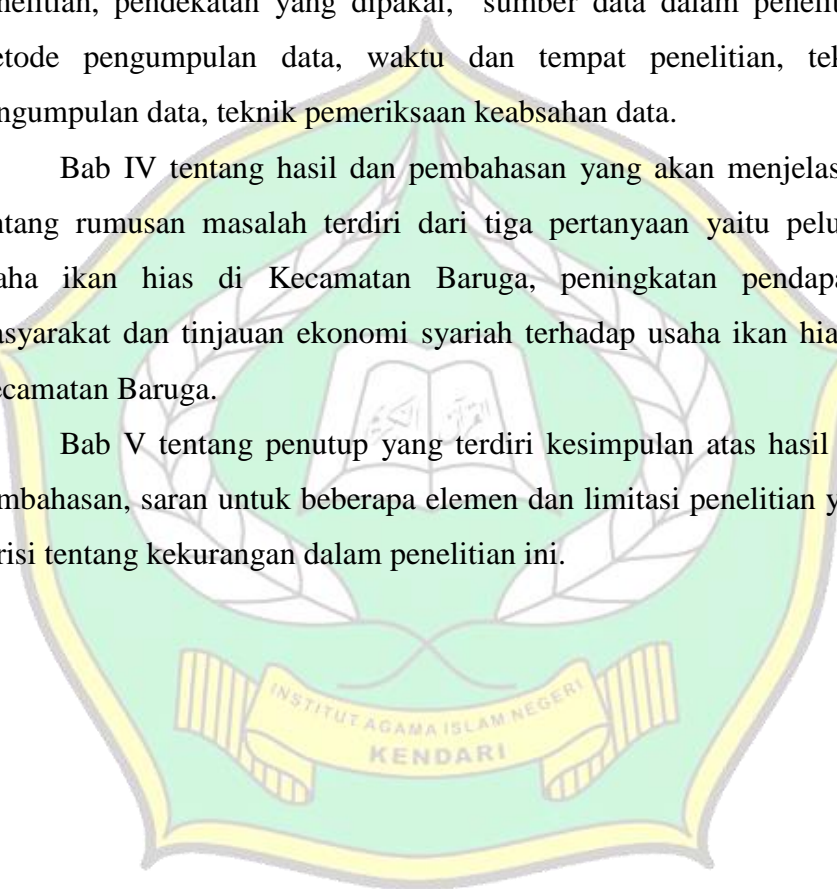 nelitian, pendekatan yang dipakai, sumber data dalam penelit
etode pengumpulan data, waktu dan tempat penelitian, tek
ngumpulan data, teknik pemeriksaan keabsahan data.
Bab IV tentang hasil dan pembahasan yang akan menjelas
ntang rumusan masalah terdiri dari tiga pertanyaan yaitu pelu
aha ikan hias di Kecamatan Baruga, peningkatan pendapa
asyarakat dan tinjauan ekonomi syariah terhadap usaha ikan hia
ecamatan Baruga.
Bab V tentang penutup yang terdiri kesimpulan atas hasil
mbahasan, saran untuk beberapa elemen dan limitasi penelitian y
risi tentang kekurangan dalam penelitian ini.
القرآن الكريم
INSTITUT AGAMA ISLAM NEGERI
KENDARI